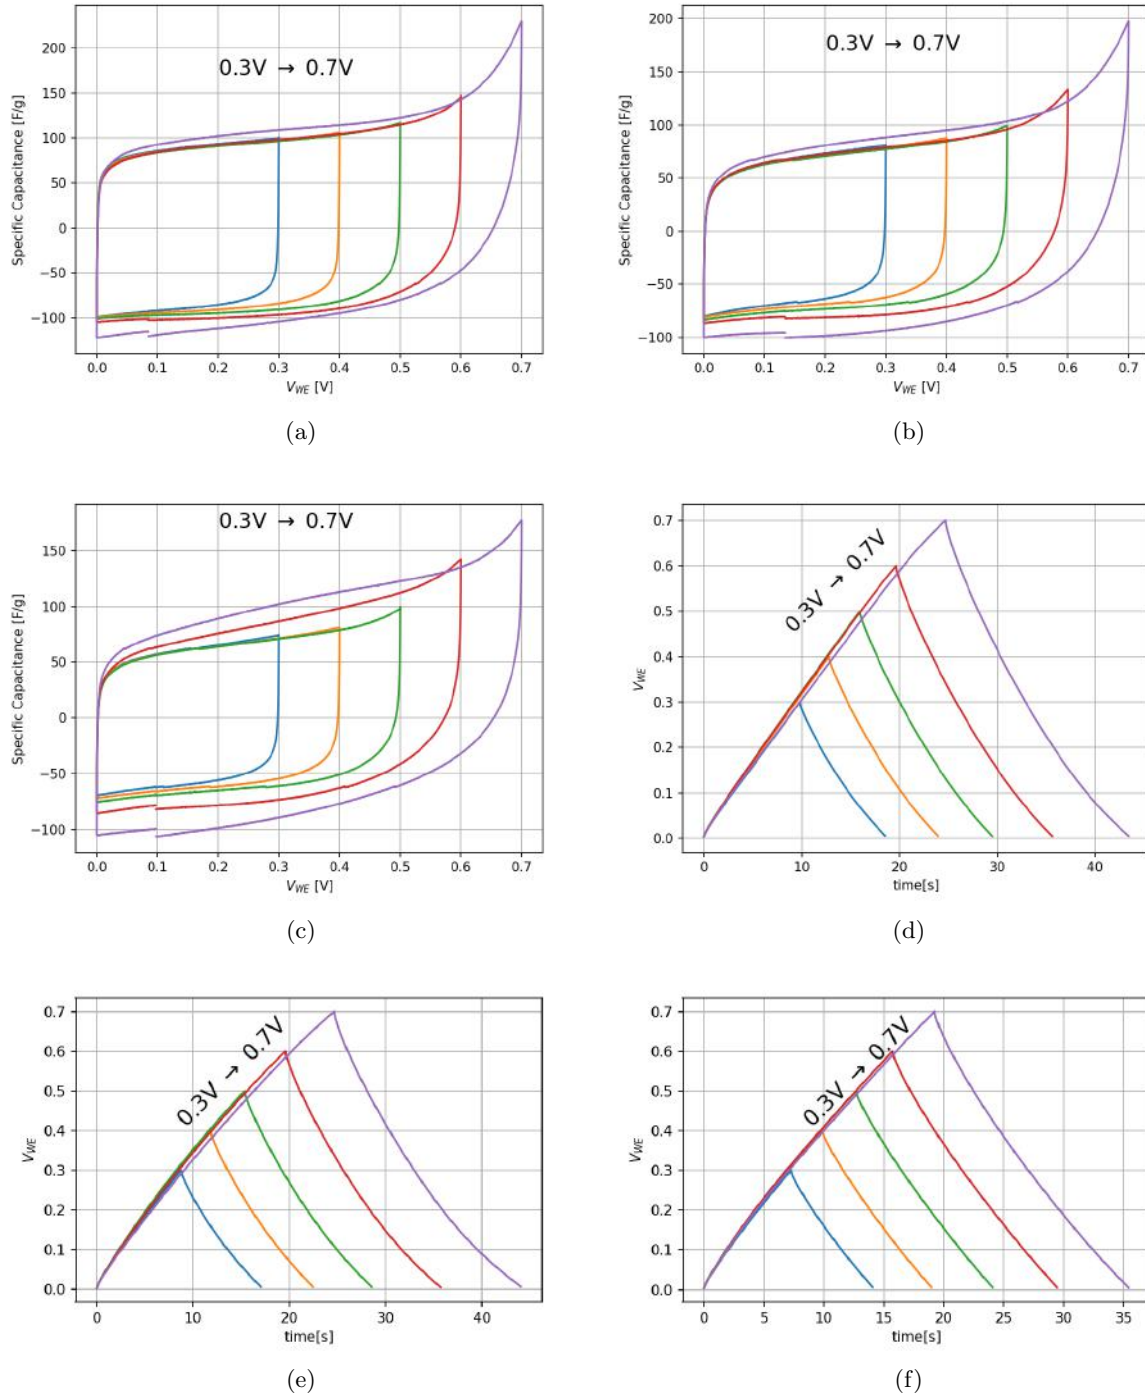 0.3V → 0.7V
Specific Capacitance [F/g]
200
150
100
50
0
−50
−100
0.0 0.1 0.2 0.3 0.4 0.5 0.6 0.7
V_WE [V]
(a)
0.3V → 0.7V
Specific Capacitance [F/g]
200
150
100
50
0
−50
−100
0.0 0.1 0.2 0.3 0.4 0.5 0.6 0.7
V_WE [V]
(b)
0.3V → 0.7V
Specific Capacitance [F/g]
150
100
50
0
−50
−100
0.0 0.1 0.2 0.3 0.4 0.5 0.6 0.7
V_WE [V]
(c)
0.3V → 0.7V
V_WE
0.7
0.6
0.5
0.4
0.3
0.2
0.1
0.0
0 10 20 30 40
time[s]
(d)
0.3V → 0.7V
V_WE
0.7
0.6
0.5
0.4
0.3
0.2
0.1
0.0
0 10 20 30 40
time[s]
(e)
0.3V → 0.7V
V_WE
0.7
0.6
0.5
0.4
0.3
0.2
0.1
0.0
0 5 10 15 20 25 30 35
time[s]
(f)